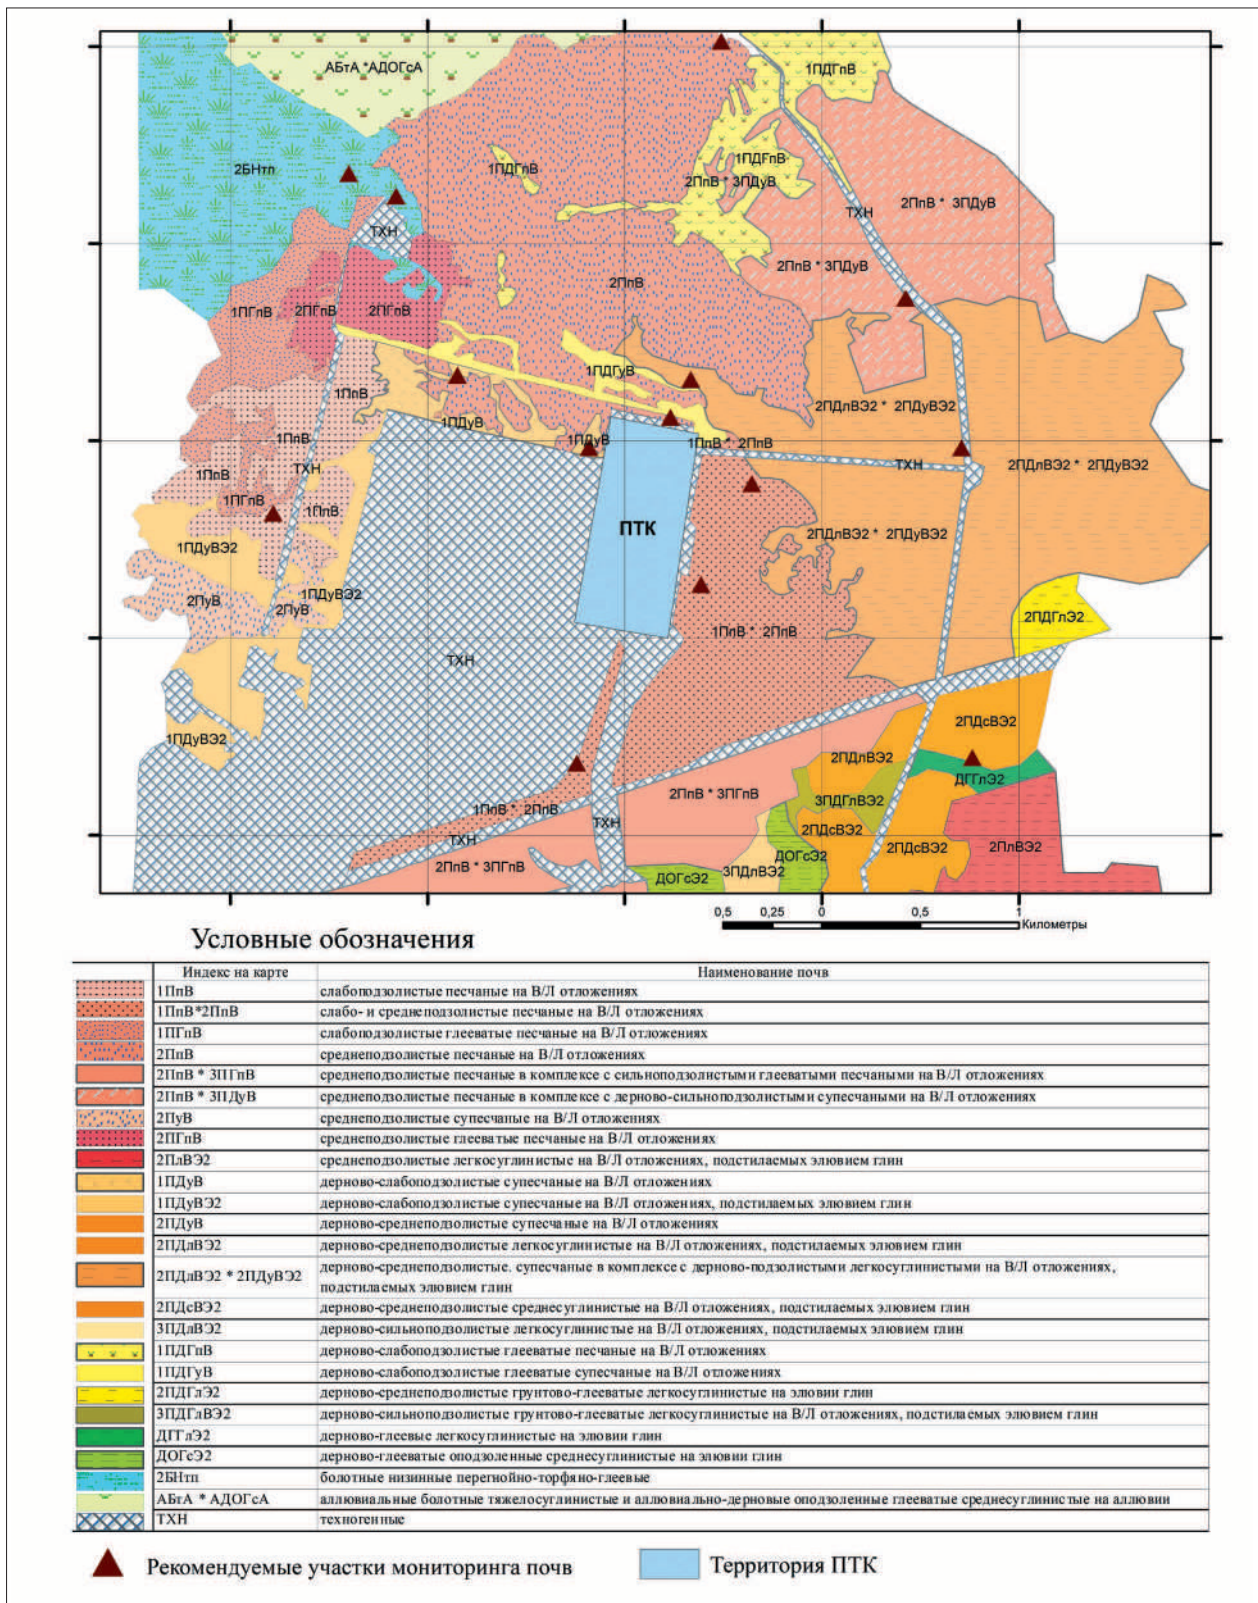 АБтА *АДОГсА
1ПДГпВ
2БНтп
1ПДГпВ
1ПДГпВ
2ПпВ * 3ПДуВ
2ПпВ * 3ПДуВ
ТХН
ТХН
2ПпВ * 3ПДуВ
2ПпВ
1ПГпВ
2ПГпВ
2ПГпВ
1ПДГуВ
1ПпВ
2ПДлВЭ2 * 2ПДуВЭ2
1ПДуВ
1ПДуВ
1ПпВ * 2ПпВ
1ПпВ
ТХН
2ПДлВЭ2 * 2ПДуВЭ2
1ПпВ
ТХН
1ПГпВ
1ПпВ
ПТК
2ПДлВЭ2 * 2ПДуВЭ2
1ПДуВЭ2
1ПДуВЭ2
2ПуВ
2ПуВ
2ПДГлЭ2
1ПпВ * 2ПпВ
ТХН
1ПДуВЭ2
2ПДсВЭ2
2ПДлВЭ2
ДГГлЭ2
2ПпВ * 3ПГпВ
3ПДГлВЭ2
1ПпВ * 2ПпВ
ТХН
2ПДсВЭ2
ТХН
2ПДсВЭ2
2ПлВЭ2
ДОГсЭ2
2ПпВ * 3ПГпВ
3ПДлВЭ2
ДОГсЭ2
0,5 0,25 0 0,5 1
Километры
Условные обозначения
Индекс на карте Наименование почв
1ПпВ слабоподзолистые песчаные на В/Л отложениях
1ПпВ*2ПпВ слабо- и среднеподзолистые песчаные на В/Л отложениях
1ПГпВ слабоподзолистые глееватые песчаные на В/Л отложениях
2ПпВ среднеподзолистые песчаные на В/Л отложениях
2ПпВ * 3ПГпВ среднеподзолистые песчаные в комплексе с сильноподзолистыми глееватыми песчаными на В/Л отложениях
2ПпВ * 3ПДуВ среднеподзолистые песчаные в комплексе с дерново-сильноподзолистыми супесчаными на В/Л отложениях
2ПуВ среднеподзолистые супесчаные на В/Л отложениях
2ПГпВ среднеподзолистые глееватые песчаные на В/Л отложениях
2ПлВЭ2 среднеподзолистые легкосуглинистые на В/Л отложениях, подстилаемых элювием глин
1ПДуВ дерново-слабоподзолистые супесчаные на В/Л отложениях
1ПДуВЭ2 дерново-слабоподзолистые супесчаные на В/Л отложениях, подстилаемых элювием глин
2ПДуВ дерново-среднеподзолистые супесчаные на В/Л отложениях
2ПДлВЭ2 дерново-среднеподзолистые легкосуглинистые на В/Л отложениях, подстилаемых элювием глин
2ПДлВЭ2 * 2ПДуВЭ2 дерново-среднеподзолистые. супесчаные в комплексе с дерново-подзолистыми легкосуглинистыми на В/Л отложениях,
подстилаемых элювием глин
2ПДсВЭ2 дерново-среднеподзолистые среднесуглинистые на В/Л отложениях, подстилаемых элювием глин
3ПДлВЭ2 дерново-сильноподзолистые легкосуглинистые на В/Л отложениях, подстилаемых элювием глин
1ПДГпВ дерново-слабоподзолистые глееватые песчаные на В/Л отложениях
1ПДГуВ дерново-слабоподзолистые глееватые супесчаные на В/Л отложениях
2ПДГлЭ2 дерново-среднеподзолистые грунтово-глееватые легкосуглинистые на элювии глин
3ПДГлВЭ2 дерново-сильноподзолистые грунтово-глееватые легкосуглинистые на В/Л отложениях, подстилаемых элювием глин
ДГГлЭ2 дерново-глеевые легкосуглинистые на элювии глин
ДОГсЭ2 дерново-глееватые оподзоленные среднесуглинистые на элювии глин
2БНтп болотные низинные перегнойно-торфяно-глеевые
АБтА * АДОГсА аллювиальные болотные тяжелосуглинистые и аллювиально-дерновые оподзоленные глееватые среднесуглинистые на аллювии
ТХН техногенные
Рекомендуемые участки мониторинга почв
Территория ПТК